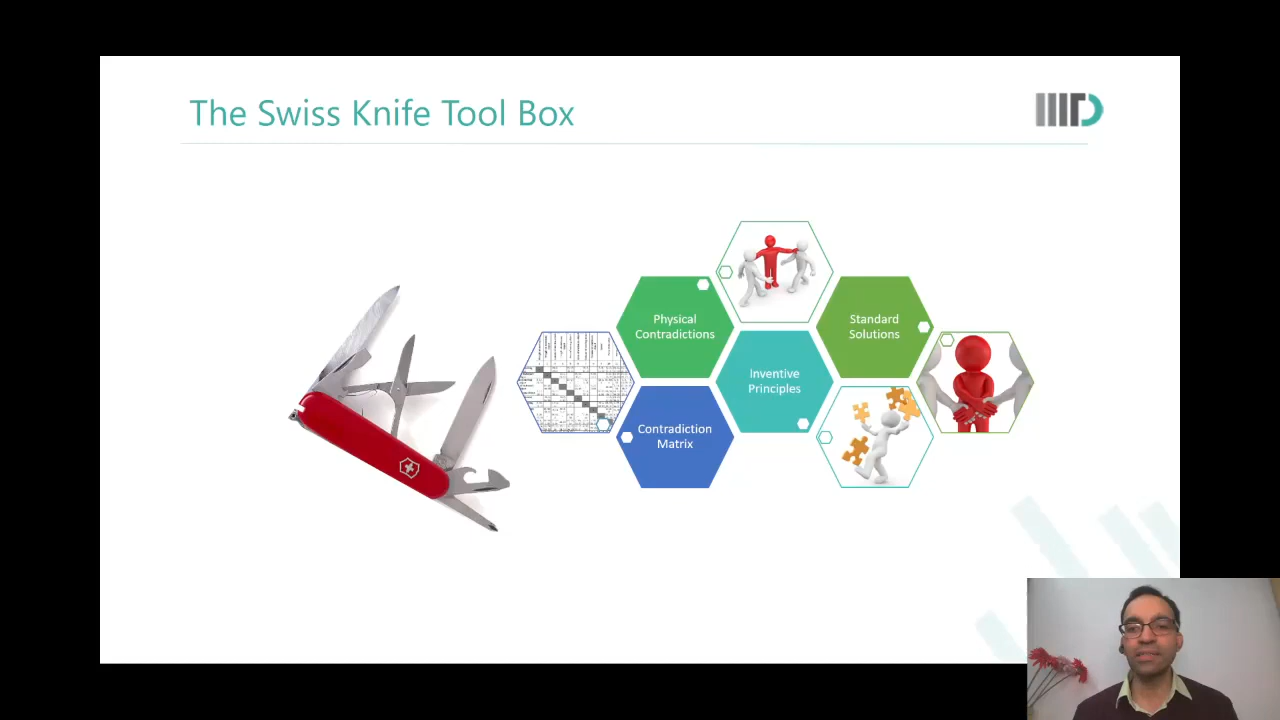 The Swiss Knife Tool Box
Physical
Contradictions
Standard
Solutions
Inventive
Principles
Contradiction
Matrix